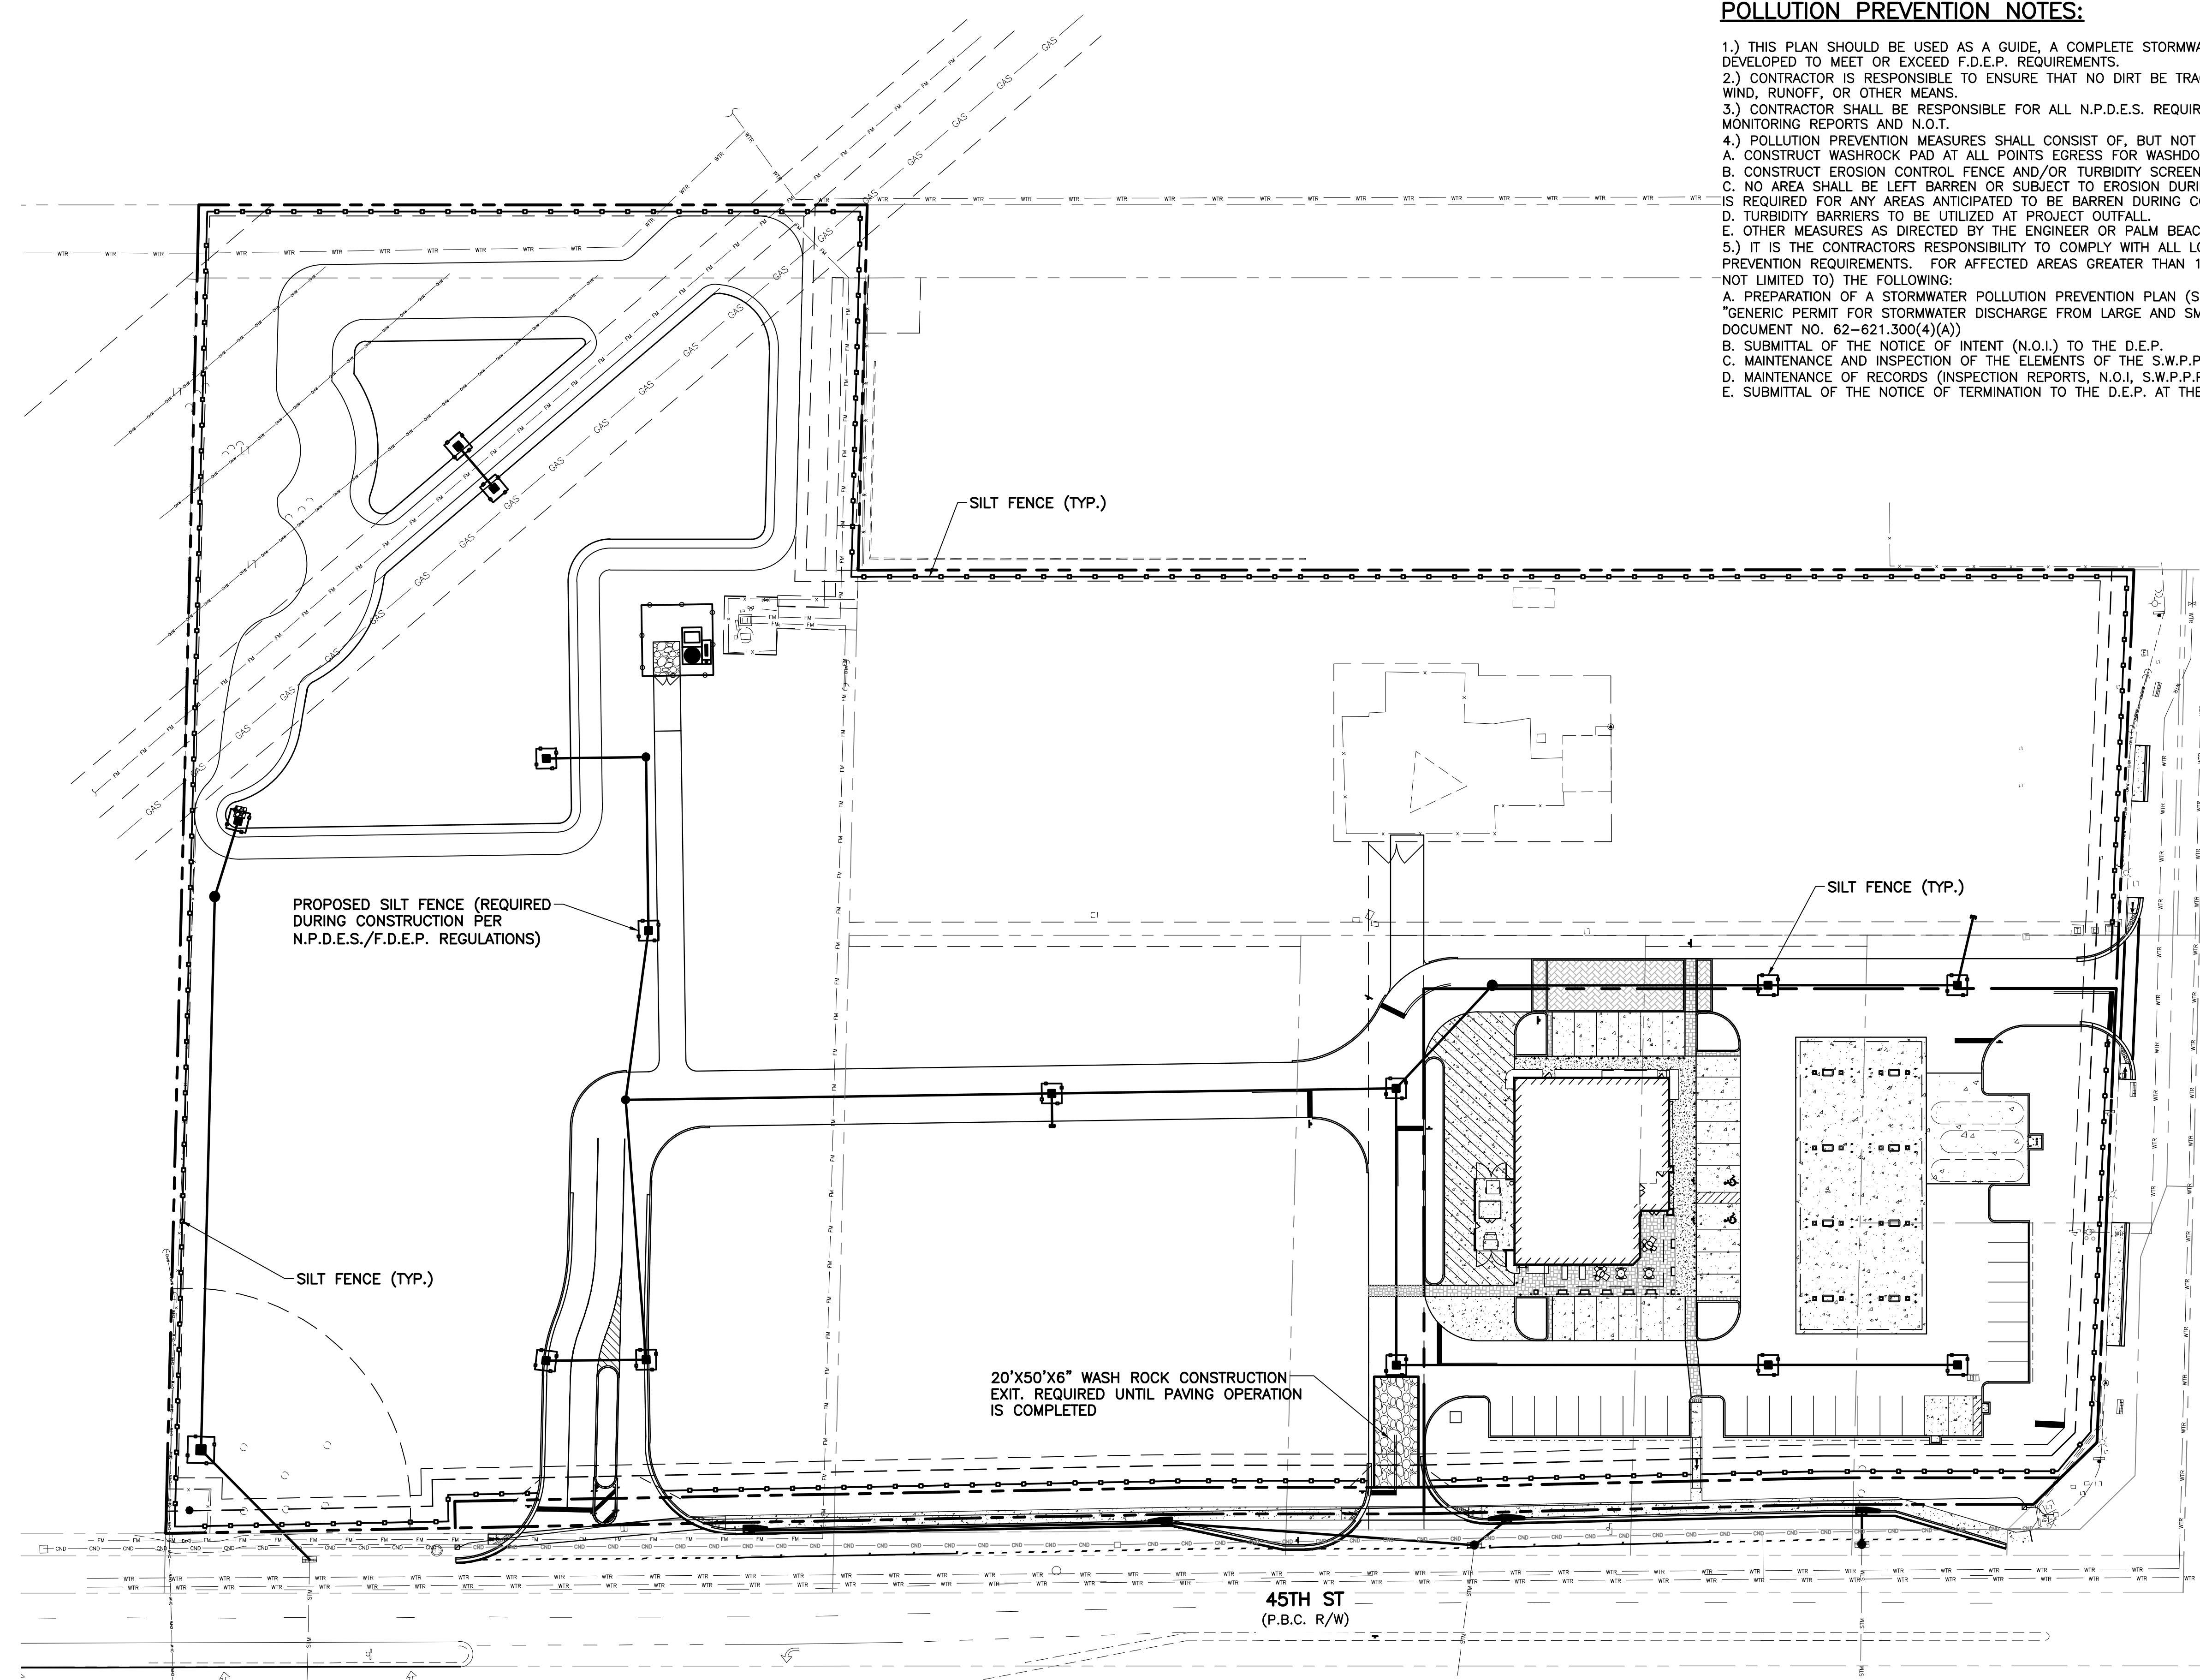 POLLUTION PREVENTION NOTES:
1.) THIS PLAN SHOULD BE USED AS A GUIDE, A COMPLETE STORMWA
DEVELOPED TO MEET OR EXCEED F.D.E.P. REQUIREMENTS.
2.) CONTRACTOR IS RESPONSIBLE TO ENSURE THAT NO DIRT BE TRA
WIND, RUNOFF, OR OTHER MEANS.
3.) CONTRACTOR SHALL BE RESPONSIBLE FOR ALL N.P.D.E.S. REQUIR
MONITORING REPORTS AND N.O.T.
4.) POLLUTION PREVENTION MEASURES SHALL CONSIST OF, BUT NOT
A. CONSTRUCT WASHROCK PAD AT ALL POINTS EGRESS FOR WASHDO
B. CONSTRUCT EROSION CONTROL FENCE AND/OR TURBIDITY SCREEN
C. NO AREA SHALL BE LEFT BARREN OR SUBJECT TO EROSION DURI
IS REQUIRED FOR ANY AREAS ANTICIPATED TO BE BARREN DURING C
D. TURBIDITY BARRIERS TO BE UTILIZED AT PROJECT OUTFALL.
E. OTHER MEASURES AS DIRECTED BY THE ENGINEER OR PALM BEAC
5.) IT IS THE CONTRACTORS RESPONSIBILITY TO COMPLY WITH ALL LO
PREVENTION REQUIREMENTS. FOR AFFECTED AREAS GREATER THAN 1
NOT LIMITED TO) THE FOLLOWING:
A. PREPARATION OF A STORMWATER POLLUTION PREVENTION PLAN (S
"GENERIC PERMIT FOR STORMWATER DISCHARGE FROM LARGE AND SM
DOCUMENT NO. 62-621.300(4)(A))
B. SUBMITTAL OF THE NOTICE OF INTENT (N.O.I.) TO THE D.E.P.
C. MAINTENANCE AND INSPECTION OF THE ELEMENTS OF THE S.W.P.P
D. MAINTENANCE OF RECORDS (INSPECTION REPORTS, N.O.I, S.W.P.P.P
E. SUBMITTAL OF THE NOTICE OF TERMINATION TO THE D.E.P. AT THE
SILT FENCE (TYP.)
SILT FENCE (TYP.)
PROPOSED SILT FENCE (REQUIRED
DURING CONSTRUCTION PER
N.P.D.E.S./F.D.E.P. REGULATIONS)
SILT FENCE (TYP.)
20'X50'X6" WASH ROCK CONSTRUCTION
EXIT. REQUIRED UNTIL PAVING OPERATION
IS COMPLETED
45TH ST
(P.B.C. R/W)